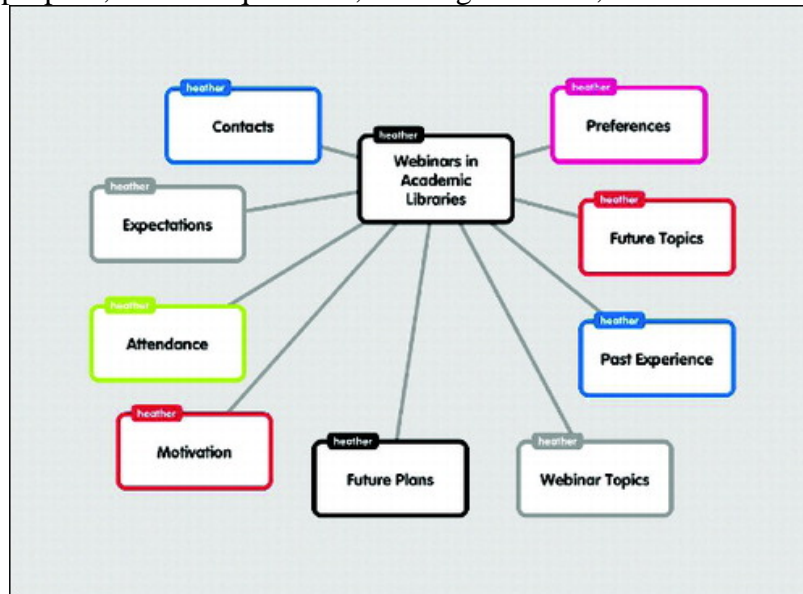 heather
Contacts
heather
Preferences
heather
Webinars in
Academic
Libraries
heather
Expectations
heather
Future Topics
heather
Attendance
heather
Past Experience
heather
Motivation
heather
Future Plans
heather
Webinar Topics